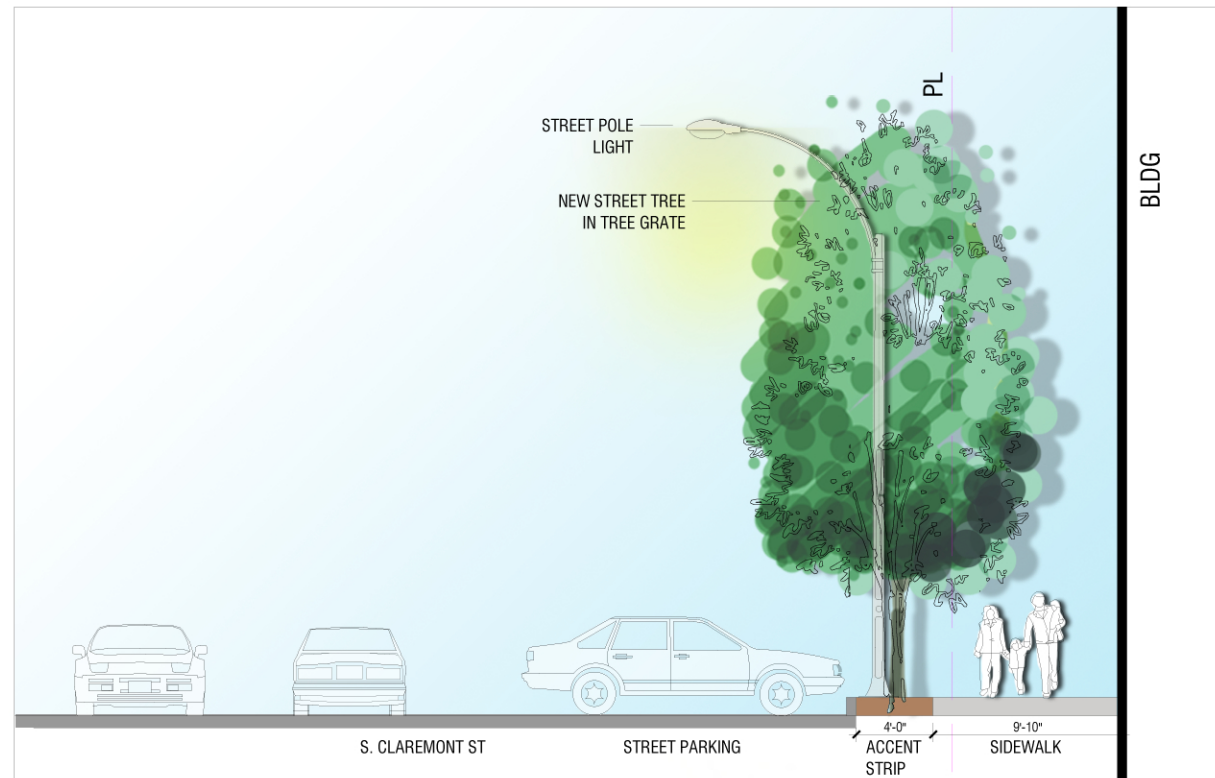 PL
STREET POLE
LIGHT
BLDG
NEW STREET TREE
IN TREE GRATE
4'-0"
9'-10"
S. CLAREMONT ST
STREET PARKING
ACCENT
STRIP
SIDEWALK